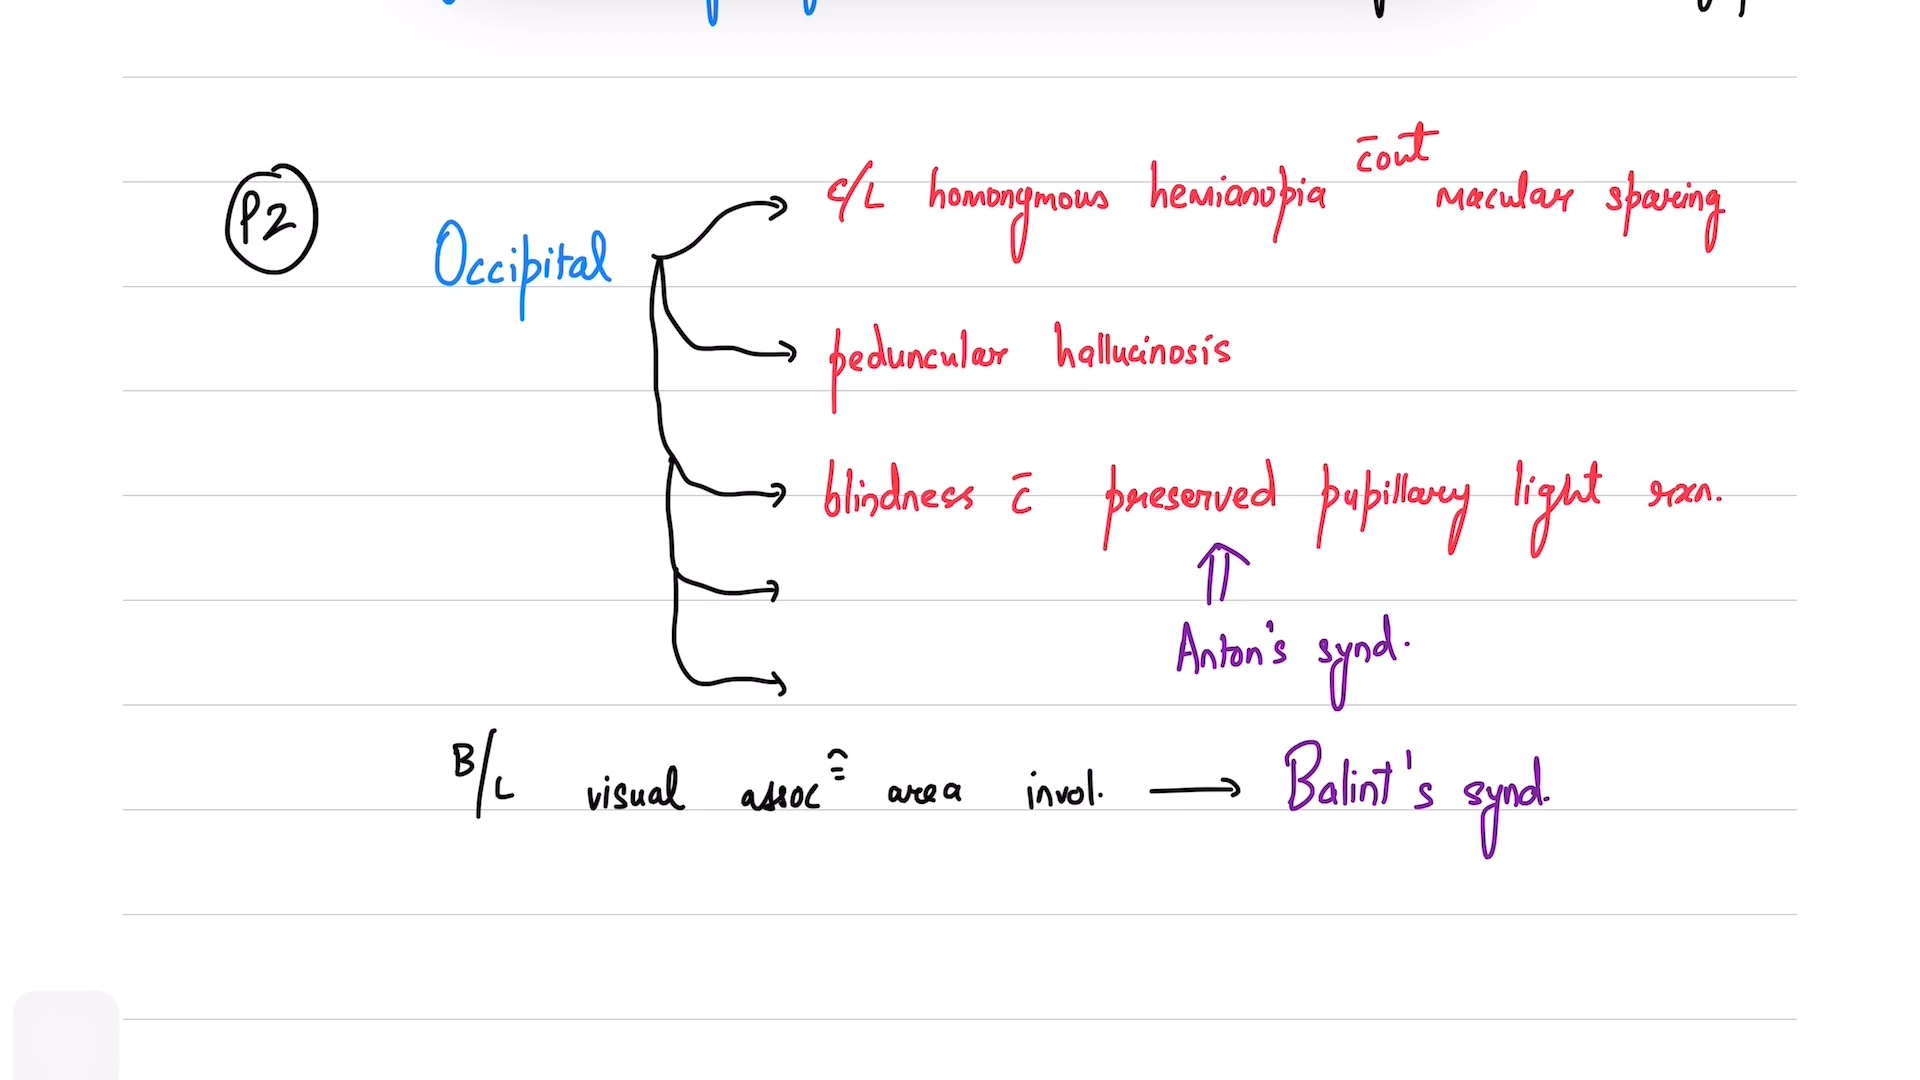 P2
Occipital
c/L homonymous hemianopia c̄out macular sparing
peduncular hallucinosis
blindness c̄ preserved pupillary light rxn.
Anton's synd.
B/L visual assoc area invol. → Balint's synd.